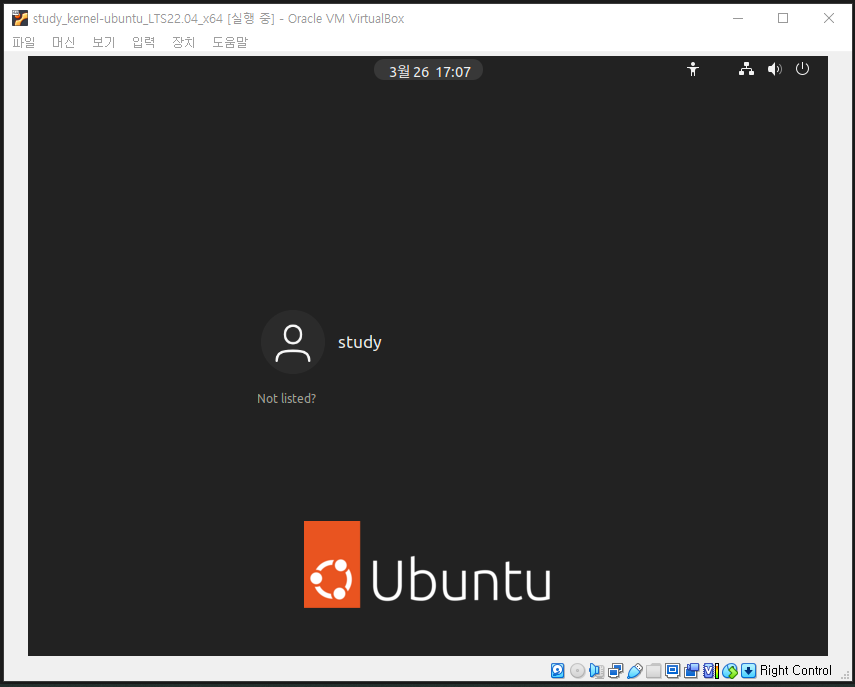 study_kernel-ubuntu_LTS22.04_x64 [실행 중] - Oracle VM VirtualBox
파일 머신 보기 입력 장치 도움말
3월 26 17:07
study
Not listed?
Ubuntu
Right Control